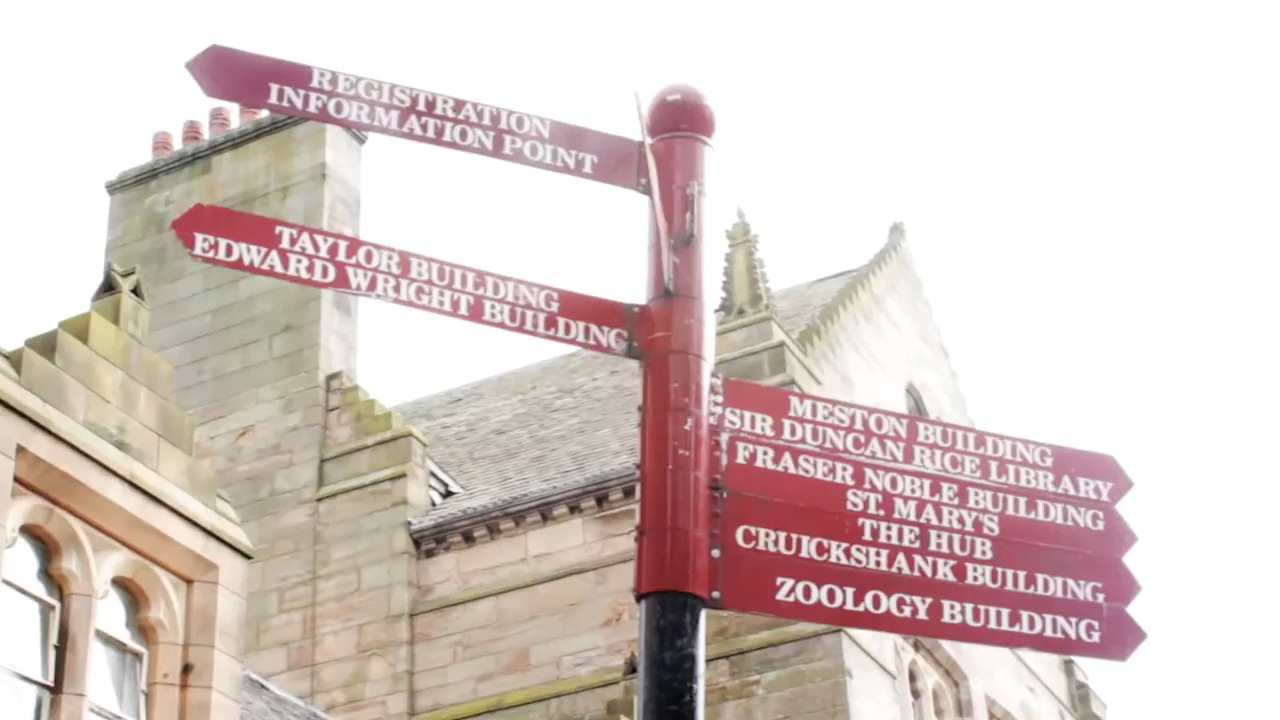 REGISTRATION
INFORMATION POINT
TAYLOR BUILDING
EDWARD WRIGHT BUILDING
MESTON BUILDING
SIR DUNCAN RICE LIBRARY
FRASER NOBLE BUILDING
ST. MARY'S
THE HUB
CRUICKSHANK BUILDING
ZOOLOGY BUILDING